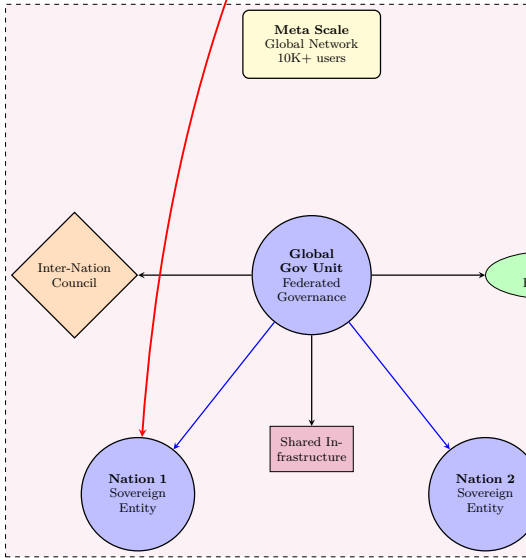 Meta Scale
Global Network
10K+ users
Inter-Nation
Council
Global
Gov Unit
Federated
Governance
Shared In-
frastructure
Nation 1
Sovereign
Entity
Nation 2
Sovereign
Entity